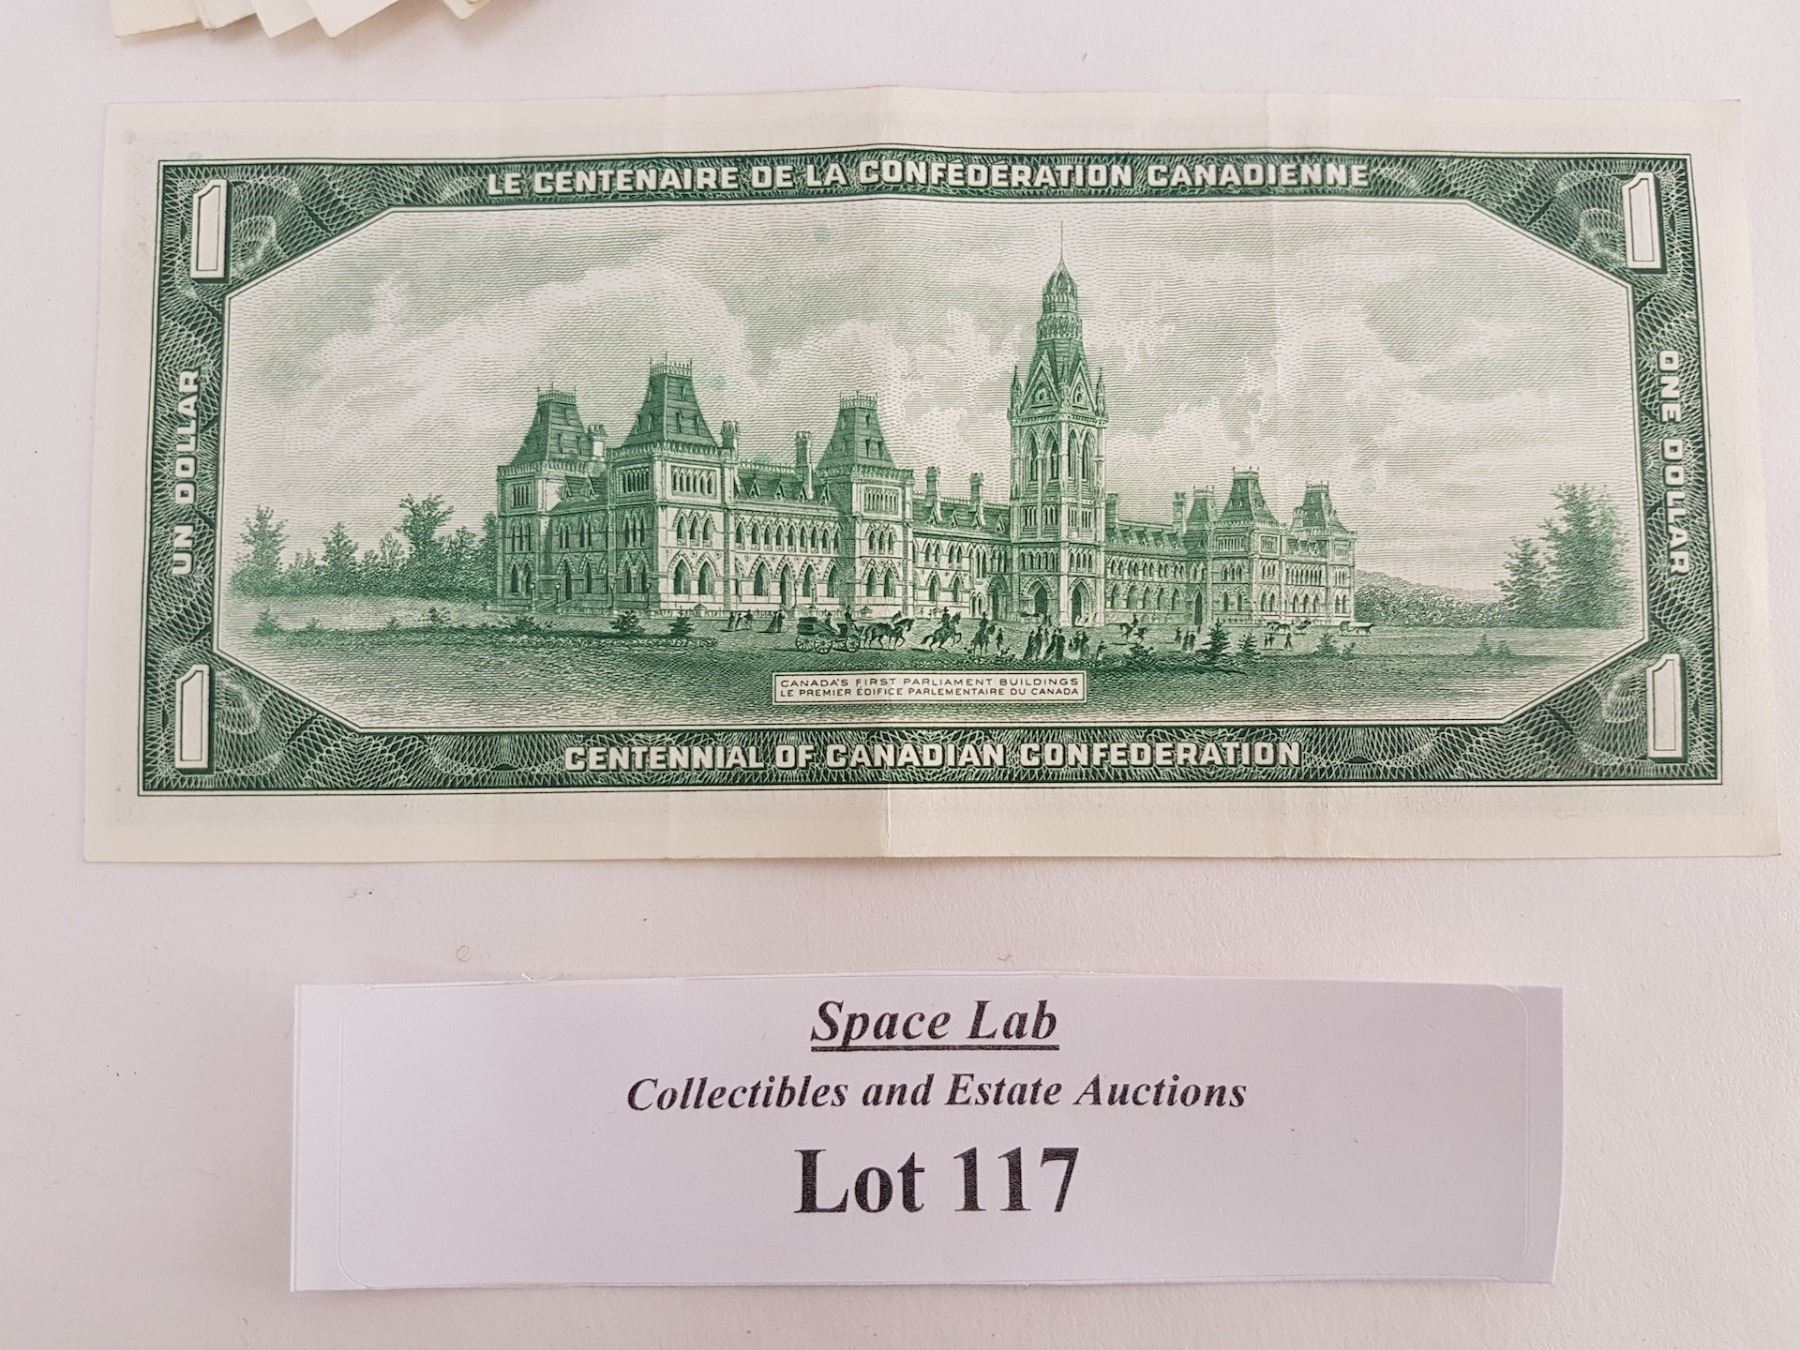 1 LE CENTENAIRE DE LA CONFÉDÉRATION CANADIENNE 1
UN DOLLAR
ONE DOLLAR
CANADA'S FIRST PARLIAMENT BUILDINGS
LE PREMIER ÉDIFICE PARLEMENTAIRE DU CANADA
1 CENTENNIAL OF CANADIAN CONFEDERATION 1
Space Lab
Collectibles and Estate Auctions
Lot 117